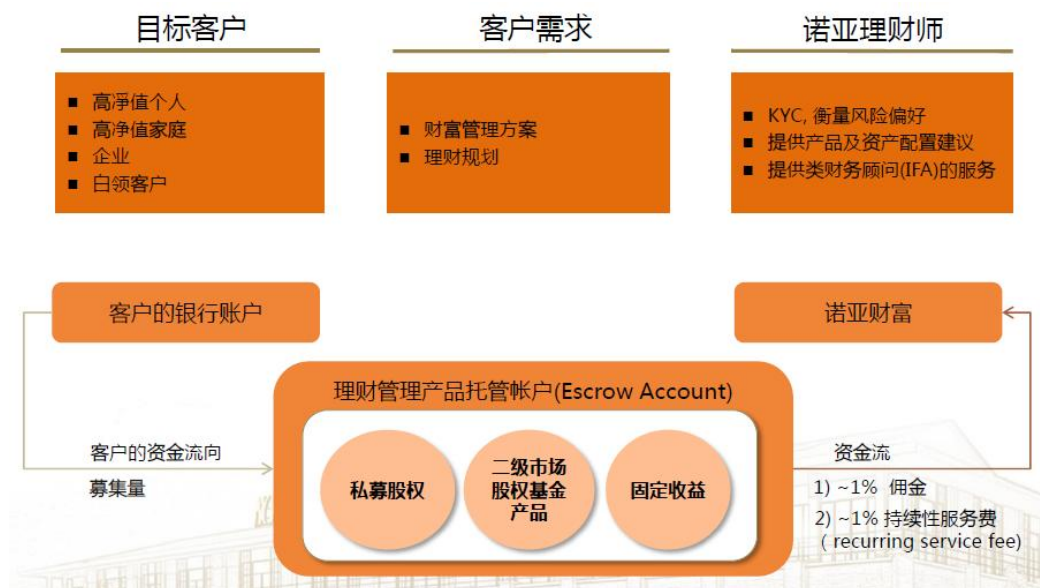 目标客户
客户需求
诺亚理财师
■ 高净值个人
■ 高净值家庭
■ 企业
■ 白领客户
■ 财富管理方案
■ 理财规划
■ KYC, 衡量风险偏好
■ 提供产品及资产配置建议
■ 提供类财务顾问(IFA)的服务
客户的银行账户
诺亚财富
理财管理产品托管帐户(Escrow Account)
客户的资金流向
募集量
私募股权
二级市场
股权基金
产品
固定收益
资金流
1) ~1% 佣金
2) ~1% 持续性服务费
( recurring service fee)